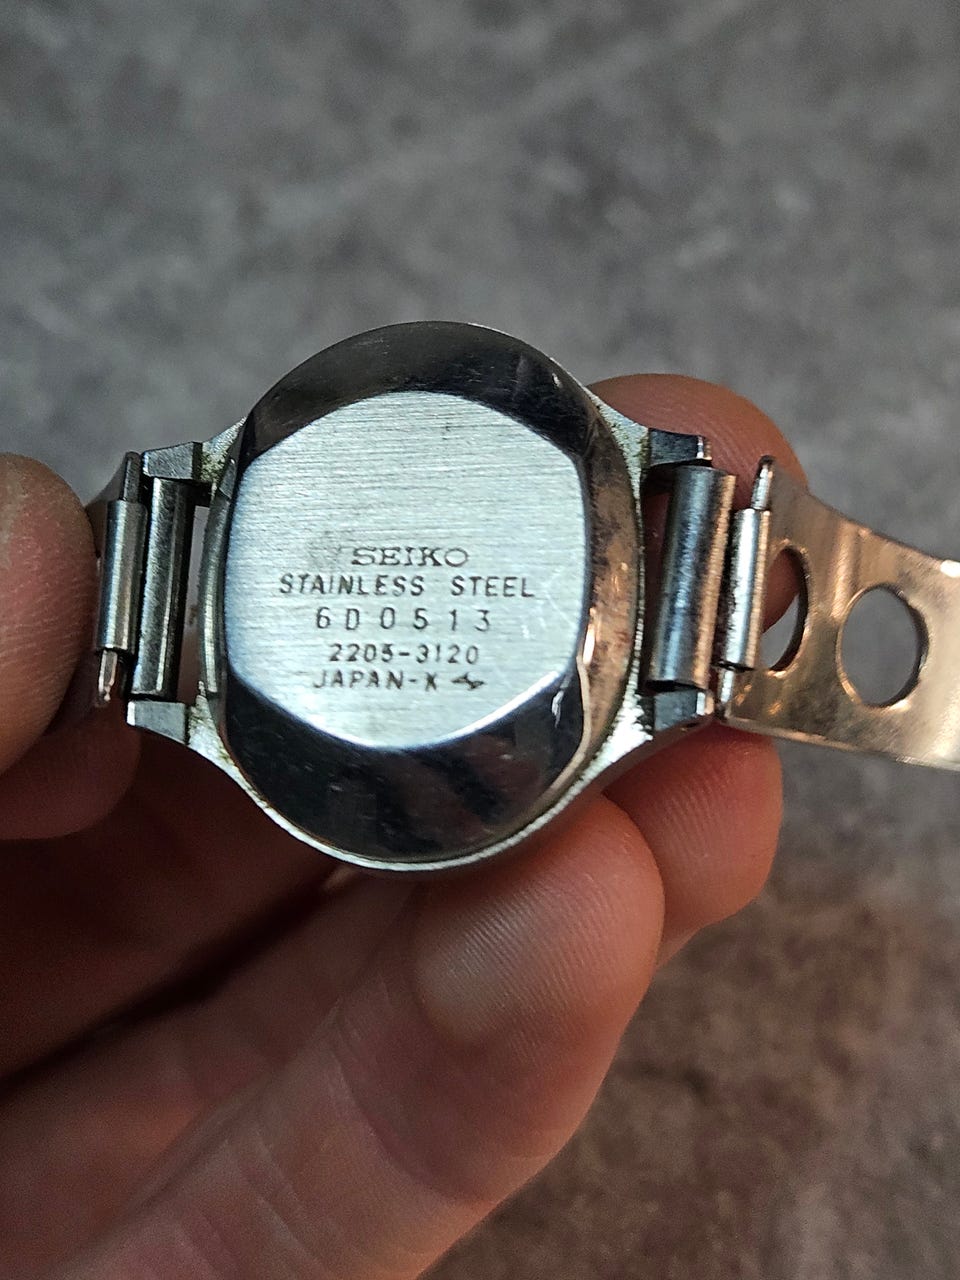 SEIKO
STAINLESS STEEL
6D0513
2205-3120
JAPAN-X